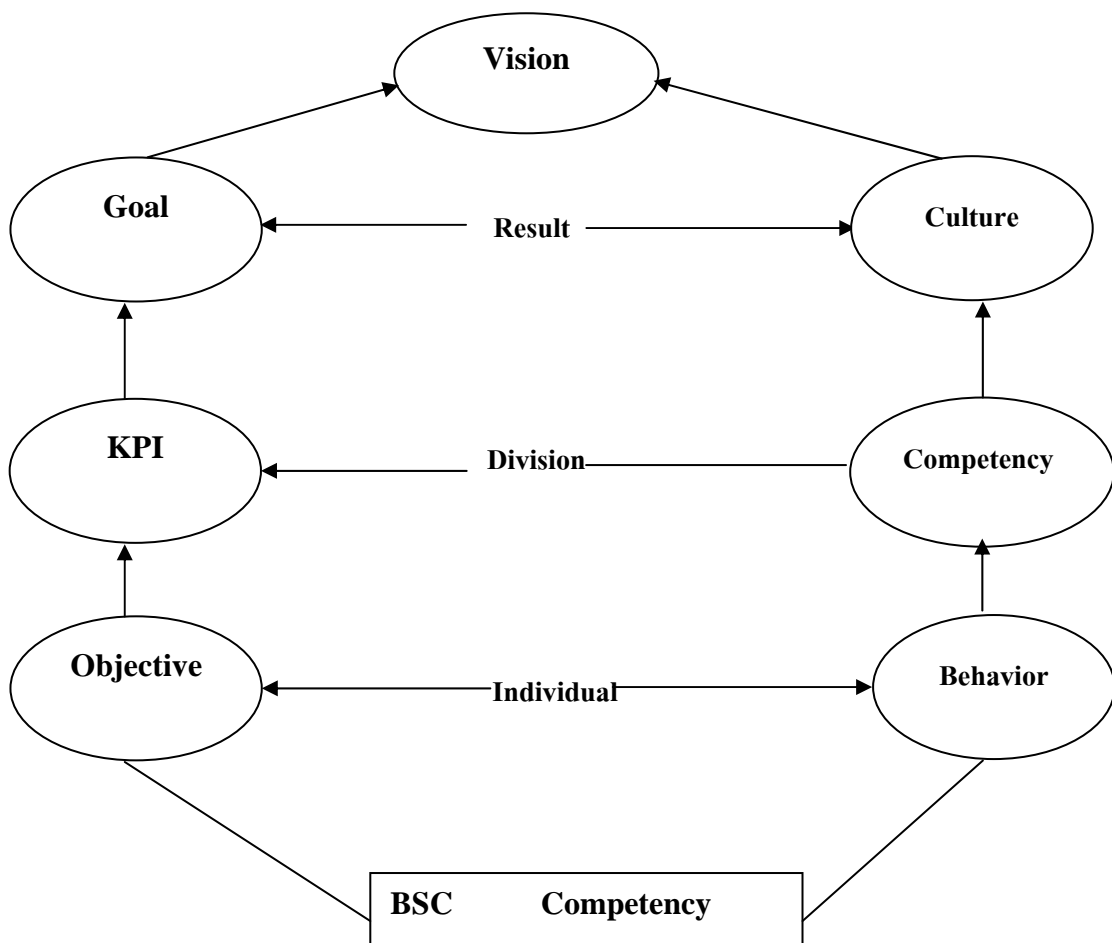 Vision
Goal
Result
Culture
KPI
Division
Competency
Objective
Individual
Behavior
BSC Competency